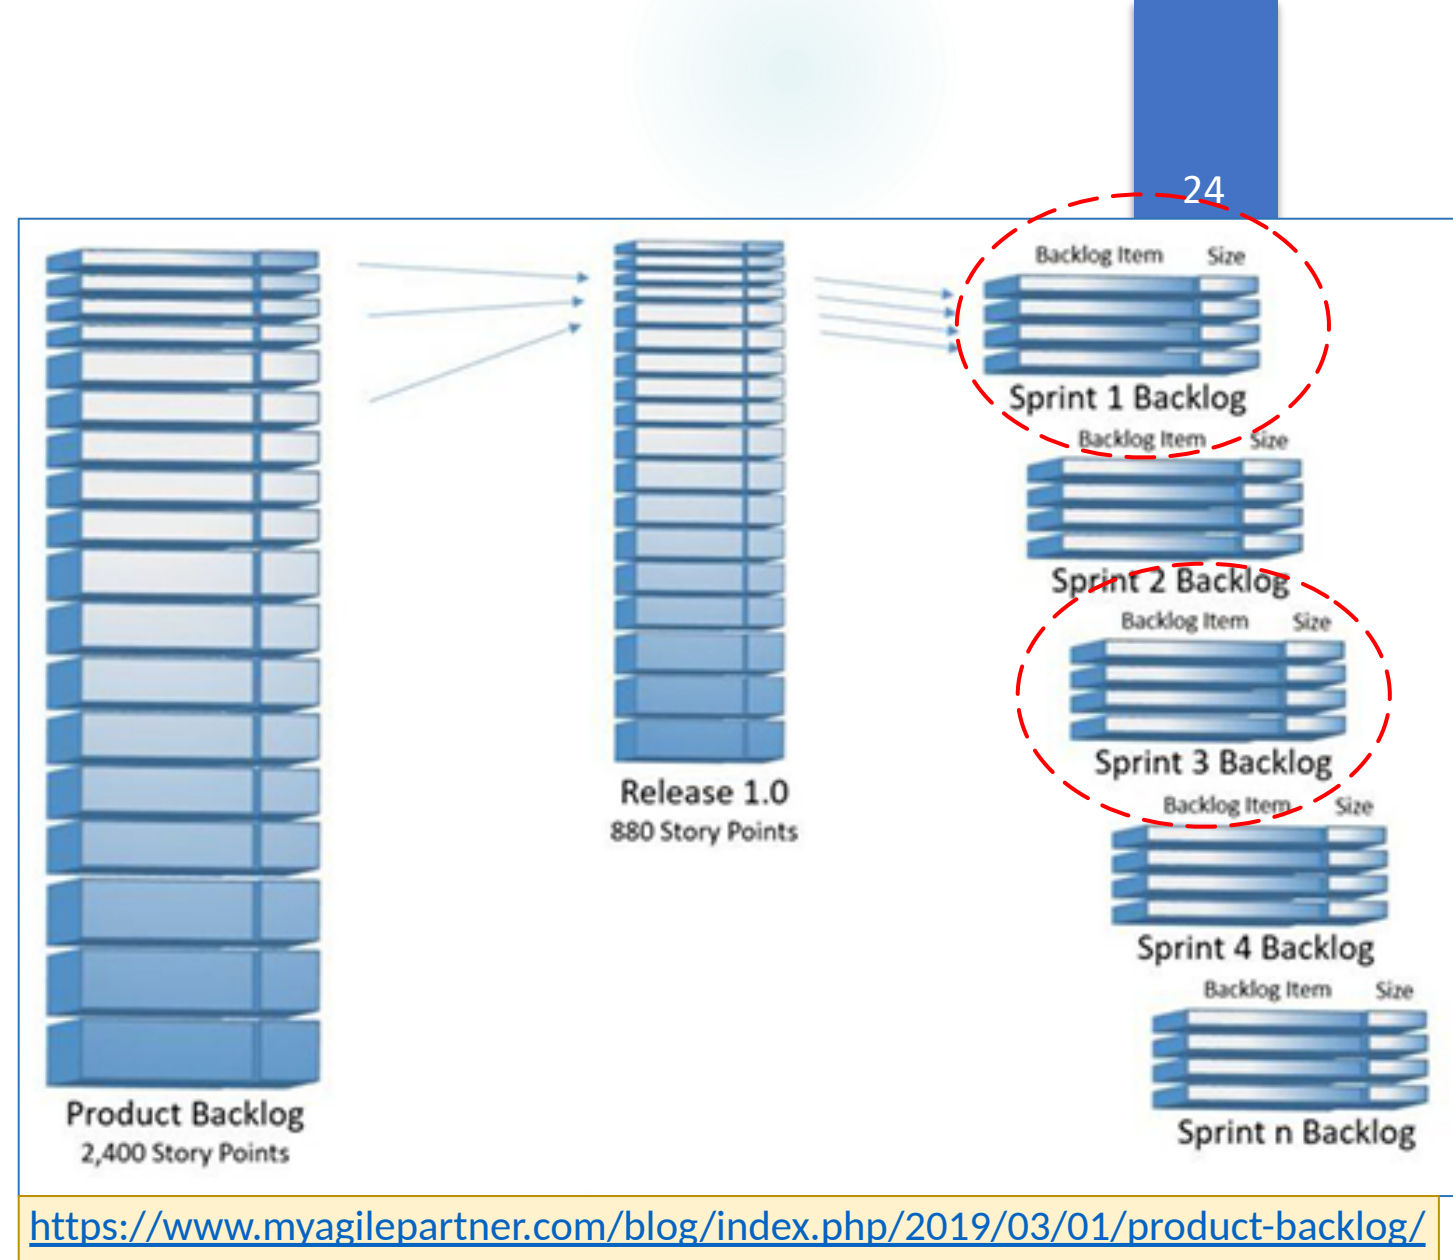 24
Backlog Item Size
Sprint 1 Backlog
Backlog Item Size
Sprint 2 Backlog
Backlog Item Size
Sprint 3 Backlog
Backlog Item Size
Sprint 4 Backlog
Backlog Item Size
Sprint n Backlog
Release 1.0
880 Story Points
Product Backlog
2,400 Story Points
https://www.myagilepartner.com/blog/index.php/2019/03/01/product-backlog/